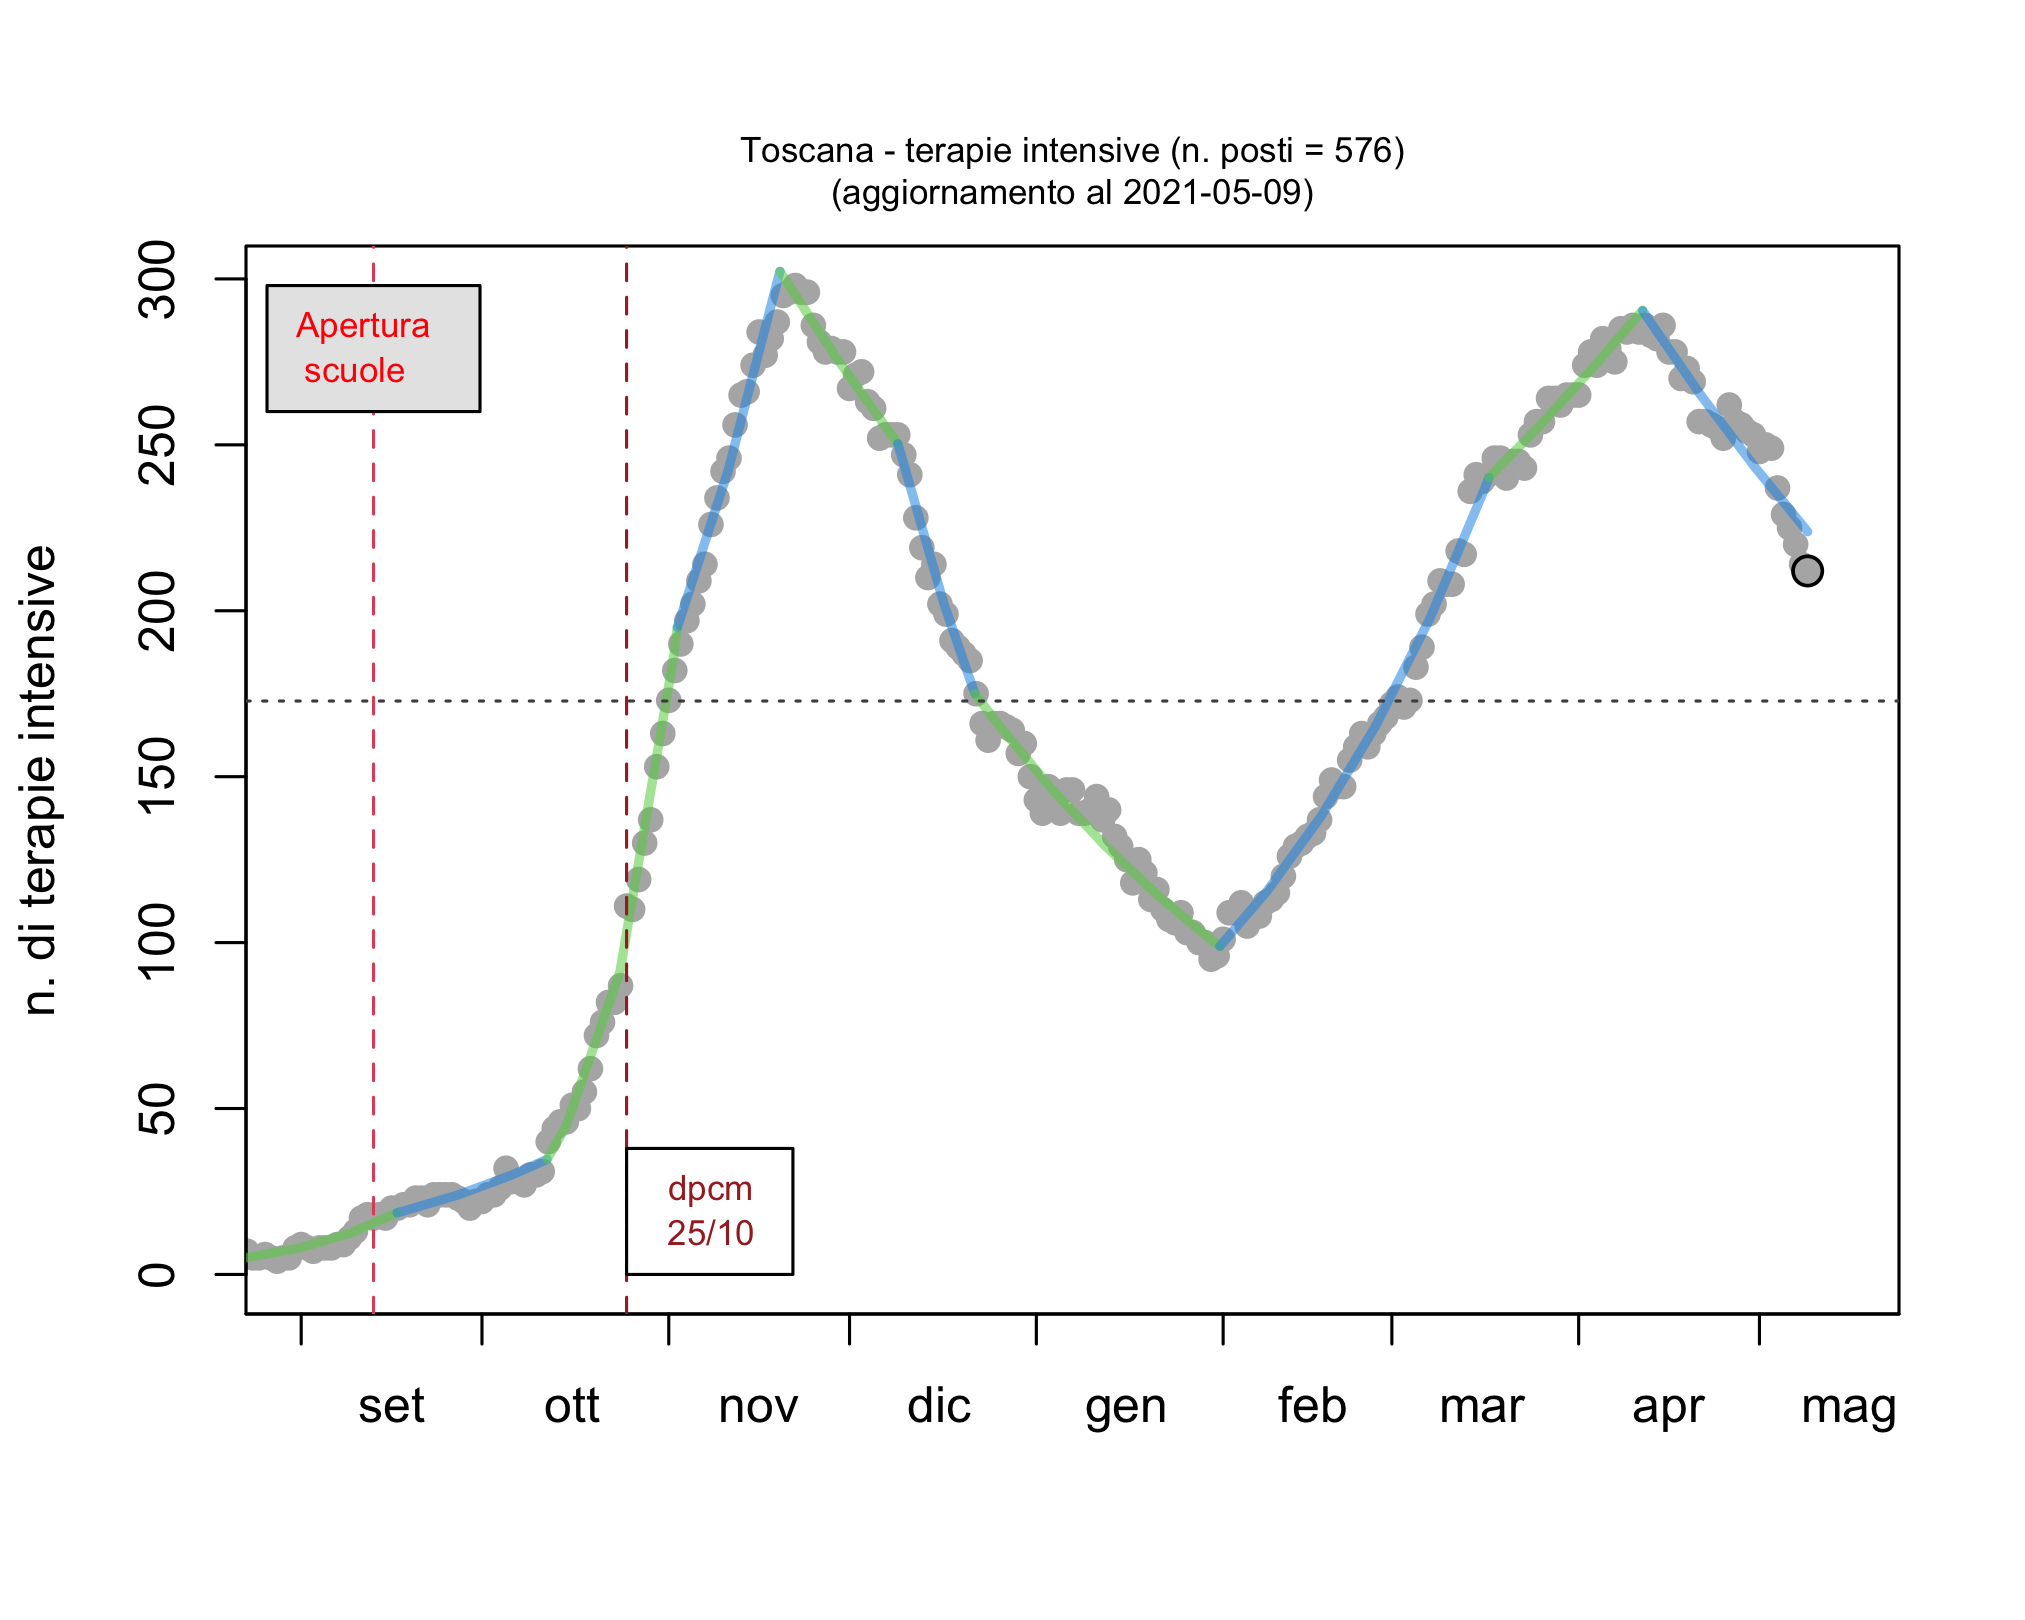 Toscana - terapie intensive (n. posti = 576)
(aggiornamento al 2021-05-09)
n. di terapie intensive
300
250
200
150
100
50
0
Apertura
scuole
dpcm
25/10
set ott nov dic gen feb mar apr mag